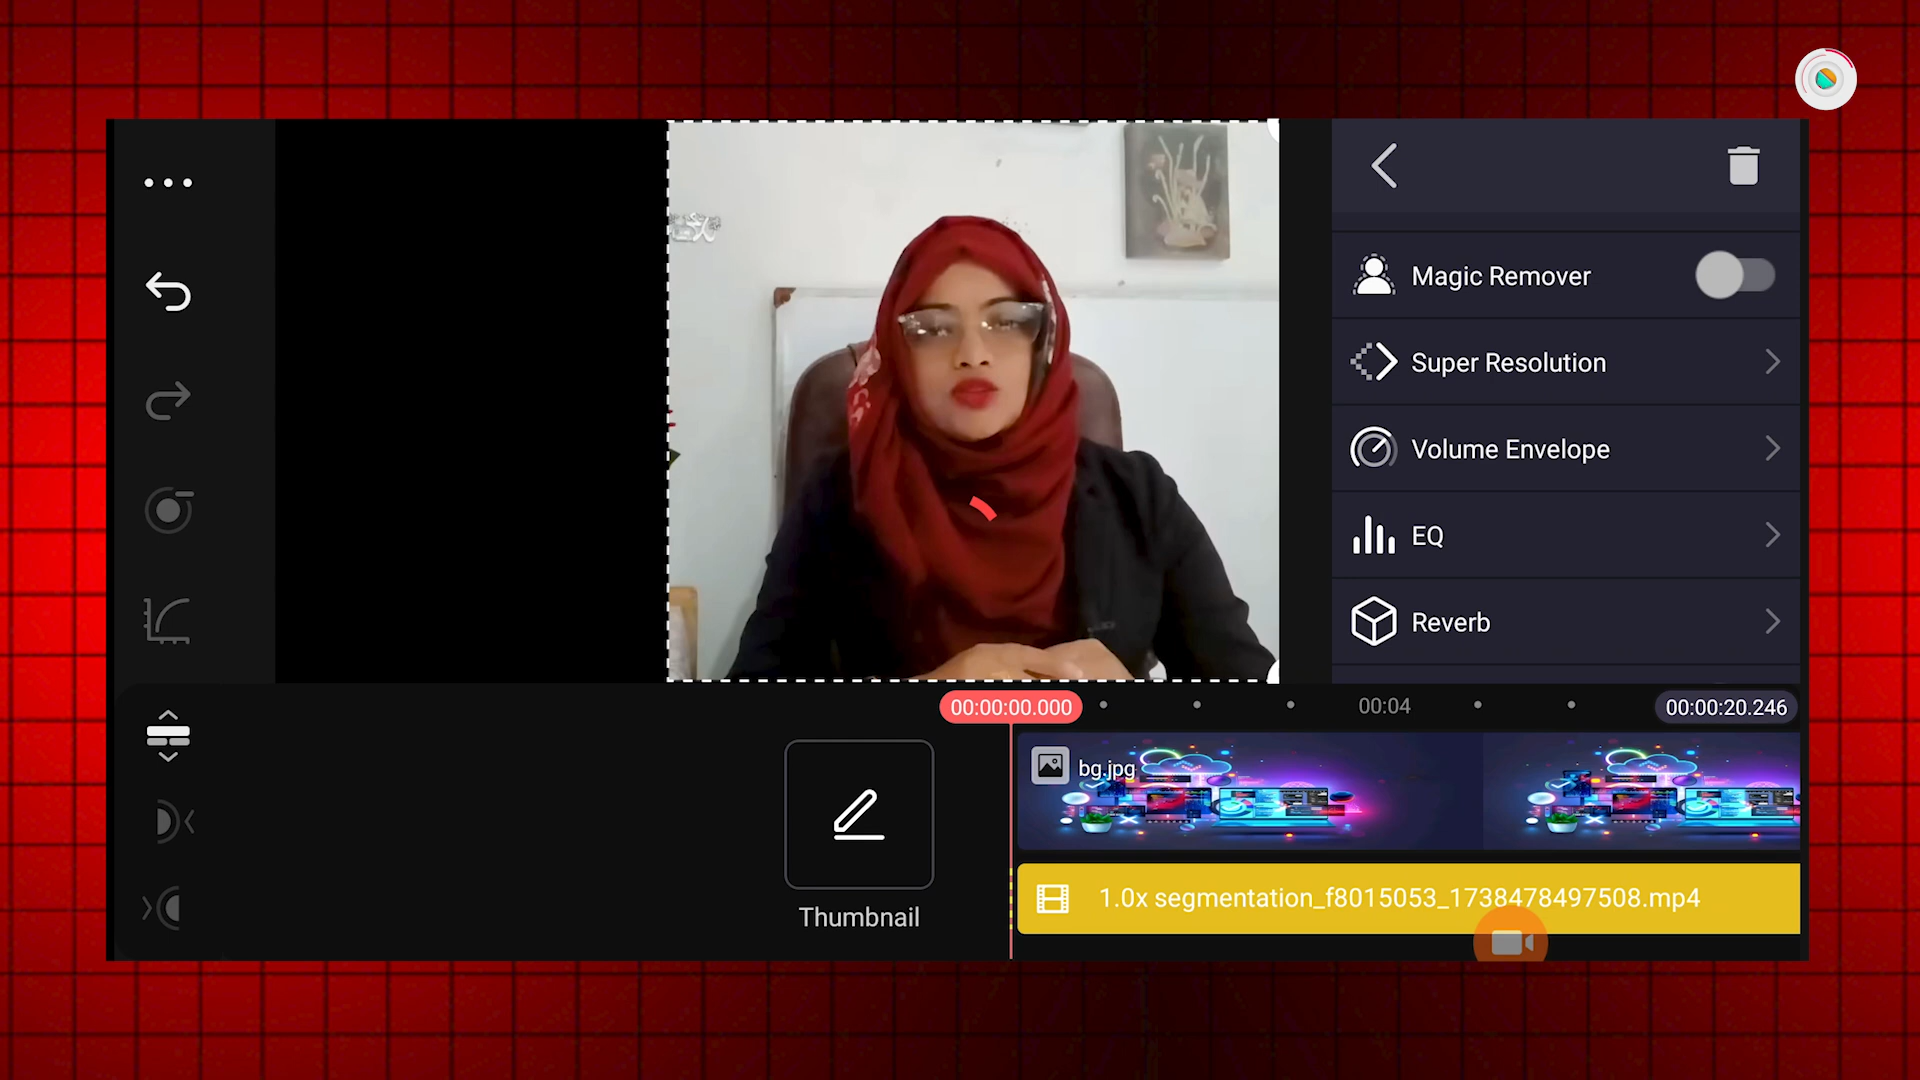 Magic Remover
Super Resolution
Volume Envelope
EQ
Reverb
00:00:00.000
00:04
00:00:20.246
bg.jpg
Thumbnail
1.0x segmentation_f8015053_1738478497508.mp4